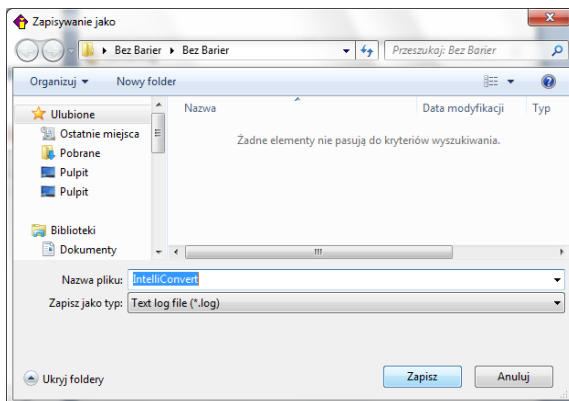 Zapisywanie jako
Bez Barier Bez Barier Przeszukaj: Bez Barier
Organizuj Nowy folder
Ulubione
Ostatnie miejsca
Pobrane
Pulpit
Pulpit
Biblioteki
Dokumenty
Nazwa Data modyfikacji Typ
Żadne elementy nie pasują do kryteriów wyszukiwania.
Nazwa pliku: IntelliConvert
Zapisz jako typ: Text log file (*.log)
Ukryj foldery Zapisz Anuluj